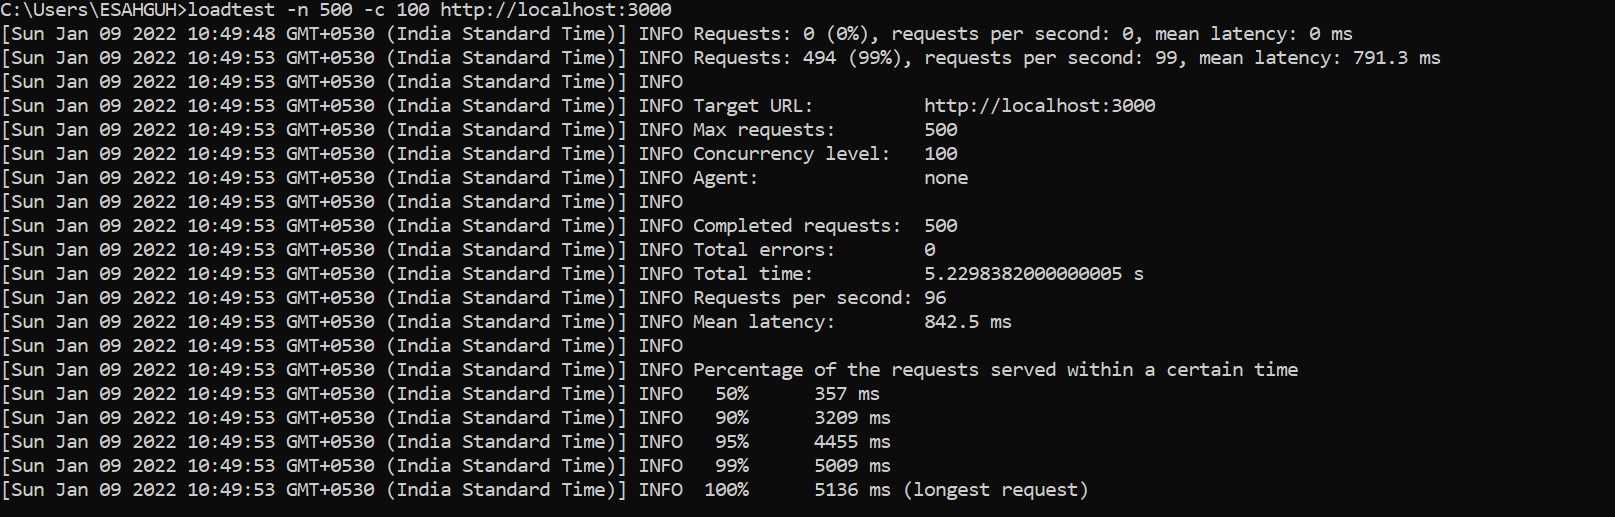 C:\Users\ESAHGUH>loadtest -n 500 -c 100 http://localhost:3000
[Sun Jan 09 2022 10:49:48 GMT+0530 (India Standard Time)] INFO Requests: 0 (0%), requests per second: 0, mean latency: 0 ms
[Sun Jan 09 2022 10:49:53 GMT+0530 (India Standard Time)] INFO Requests: 494 (99%), requests per second: 99, mean latency: 791.3 ms
[Sun Jan 09 2022 10:49:53 GMT+0530 (India Standard Time)] INFO
[Sun Jan 09 2022 10:49:53 GMT+0530 (India Standard Time)] INFO Target URL:          http://localhost:3000
[Sun Jan 09 2022 10:49:53 GMT+0530 (India Standard Time)] INFO Max requests:        500
[Sun Jan 09 2022 10:49:53 GMT+0530 (India Standard Time)] INFO Concurrency level:   100
[Sun Jan 09 2022 10:49:53 GMT+0530 (India Standard Time)] INFO Agent:               none
[Sun Jan 09 2022 10:49:53 GMT+0530 (India Standard Time)] INFO
[Sun Jan 09 2022 10:49:53 GMT+0530 (India Standard Time)] INFO Completed requests:  500
[Sun Jan 09 2022 10:49:53 GMT+0530 (India Standard Time)] INFO Total errors:        0
[Sun Jan 09 2022 10:49:53 GMT+0530 (India Standard Time)] INFO Total time:          5.2298382000000005 s
[Sun Jan 09 2022 10:49:53 GMT+0530 (India Standard Time)] INFO Requests per second: 96
[Sun Jan 09 2022 10:49:53 GMT+0530 (India Standard Time)] INFO Mean latency:        842.5 ms
[Sun Jan 09 2022 10:49:53 GMT+0530 (India Standard Time)] INFO
[Sun Jan 09 2022 10:49:53 GMT+0530 (India Standard Time)] INFO Percentage of the requests served within a certain time
[Sun Jan 09 2022 10:49:53 GMT+0530 (India Standard Time)] INFO   50%      357 ms
[Sun Jan 09 2022 10:49:53 GMT+0530 (India Standard Time)] INFO   90%      3209 ms
[Sun Jan 09 2022 10:49:53 GMT+0530 (India Standard Time)] INFO   95%      4455 ms
[Sun Jan 09 2022 10:49:53 GMT+0530 (India Standard Time)] INFO   99%      5009 ms
[Sun Jan 09 2022 10:49:53 GMT+0530 (India Standard Time)] INFO  100%      5136 ms (longest request)